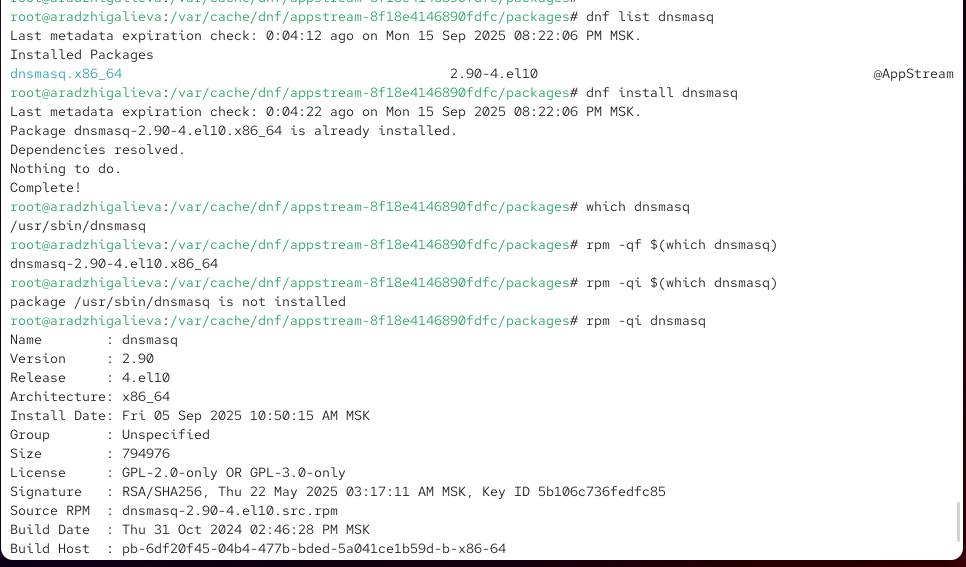 root@aradzhigalieva:/var/cache/dnf/appstream-8f18e4146890fdfc/packages# dnf list dnsmasq
Last metadata expiration check: 0:04:12 ago on Mon 15 Sep 2025 08:22:06 PM MSK.
Installed Packages
dnsmasq.x86_64 2.90-4.el10 @AppStream
root@aradzhigalieva:/var/cache/dnf/appstream-8f18e4146890fdfc/packages# dnf install dnsmasq
Last metadata expiration check: 0:04:22 ago on Mon 15 Sep 2025 08:22:06 PM MSK.
Package dnsmasq-2.90-4.el10.x86_64 is already installed.
Dependencies resolved.
Nothing to do.
Complete!
root@aradzhigalieva:/var/cache/dnf/appstream-8f18e4146890fdfc/packages# which dnsmasq
/usr/sbin/dnsmasq
root@aradzhigalieva:/var/cache/dnf/appstream-8f18e4146890fdfc/packages# rpm -qf $(which dnsmasq)
dnsmasq-2.90-4.el10.x86_64
root@aradzhigalieva:/var/cache/dnf/appstream-8f18e4146890fdfc/packages# rpm -qi $(which dnsmasq)
package /usr/sbin/dnsmasq is not installed
root@aradzhigalieva:/var/cache/dnf/appstream-8f18e4146890fdfc/packages# rpm -qi dnsmasq
Name        : dnsmasq
Version     : 2.90
Release     : 4.el10
Architecture: x86_64
Install Date: Fri 05 Sep 2025 10:50:15 AM MSK
Group       : Unspecified
Size        : 794976
License     : GPL-2.0-only OR GPL-3.0-only
Signature   : RSA/SHA256, Thu 22 May 2025 03:17:11 AM MSK, Key ID 5b106c736fedfc85
Source RPM  : dnsmasq-2.90-4.el10.src.rpm
Build Date  : Thu 31 Oct 2024 02:46:28 PM MSK
Build Host  : pb-6df20f45-04b4-477b-bded-5a041ce1b59d-b-x86-64